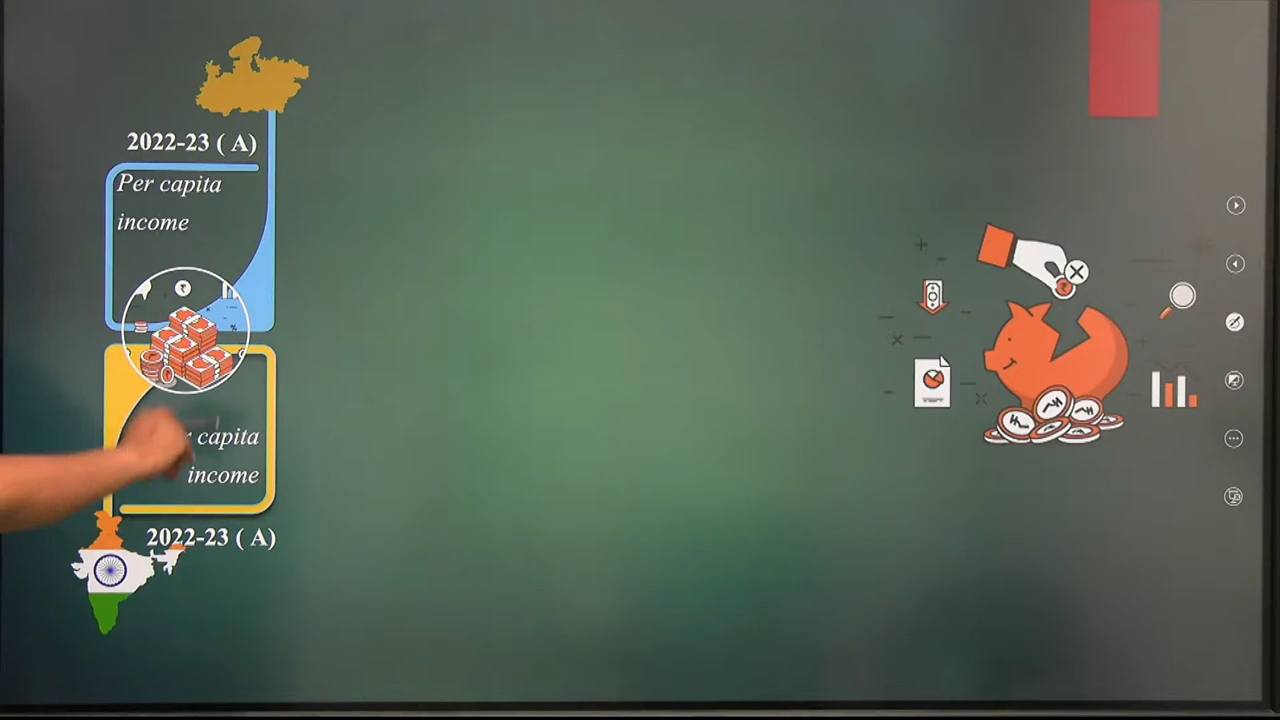 2022-23 ( A)
Per capita
income
capita
income
2022-23 ( A)